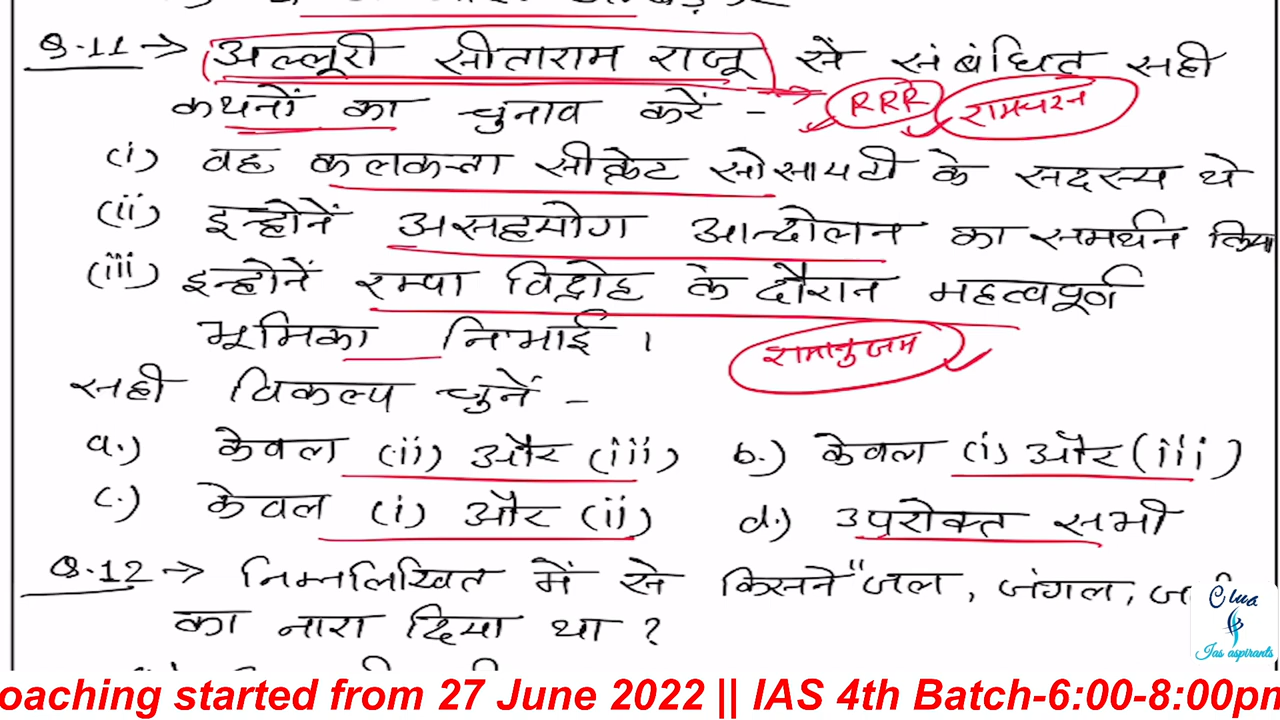 Q.11 → अल्लूरी सीताराम राजू से संबंधित सही
कथनों का चुनाव करें -
RRR
रामचरन
(i) वह कलकत्ता सीक्रेट सोसायटी के सदस्य थे
(ii) इन्होनें असहयोग आन्दोलन का समर्थन किया
(iii) इन्होनें रम्पा विद्रोह के दौरान महत्वपूर्ण
भूमिका निभाई ।
रामानुजम
सही विकल्प चुनें -
a.) केवल (ii) और (iii) b.) केवल (i) और (iii)
c.) केवल (i) और (ii) d.) उपरोक्त सभी
Q.12 → निम्नलिखित में से किसने "जल, जंगल,
का नारा दिया था ?
Clua
Ias aspirants
oaching started from 27 June 2022 || IAS 4th Batch-6:00-8:00pm